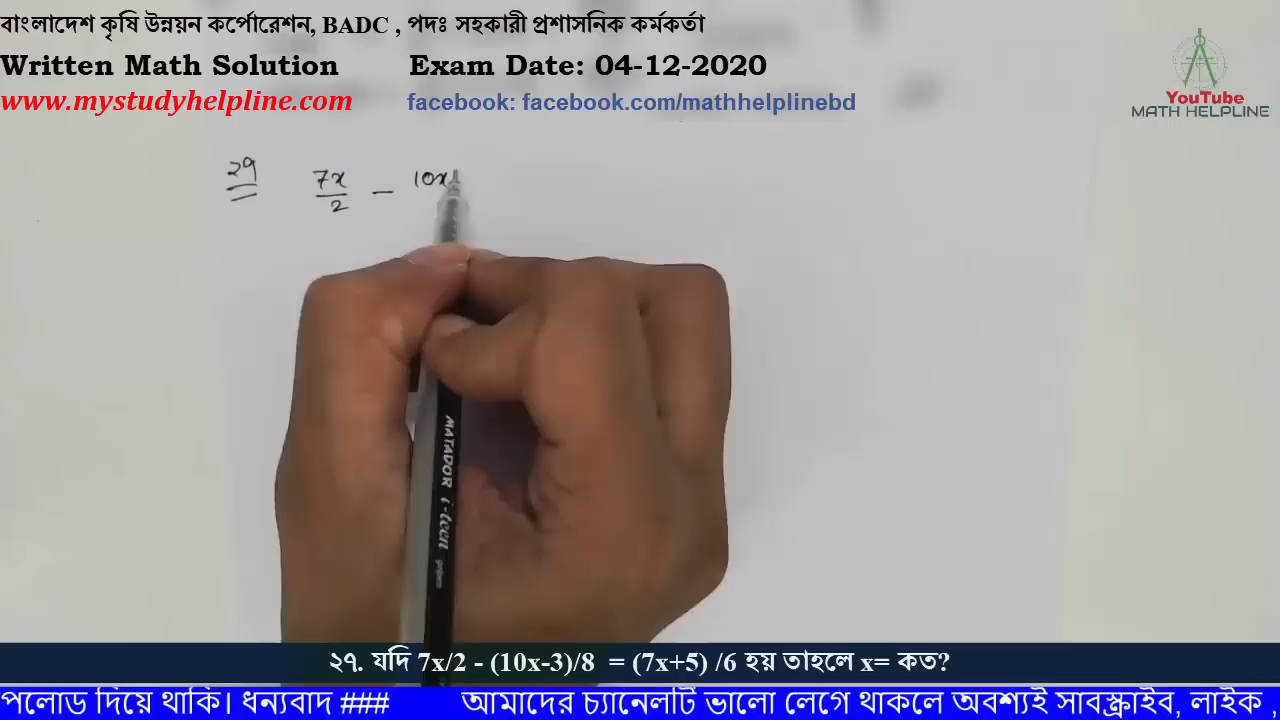 বাংলাদেশ কৃষি উন্নয়ন কর্পোরেশন, BADC , পদঃ সহকারী প্রশাসনিক কর্মকর্তা
Written Math Solution Exam Date: 04-12-2020
www.mystudyhelpline.com facebook: facebook.com/mathhelplinebd
YouTube
MATH HELPLINE
২৭ 7x/2 - 10x
MATADOR i-teen
২৭. যদি 7x/2 - (10x-3)/8 = (7x+5) /6 হয় তাহলে x= কত?
পলোড দিয়ে থাকি। ধন্যবাদ ### আমাদের চ্যানেলটি ভালো লেগে থাকলে অবশ্যই সাবস্ক্রাইব, লাইক ,